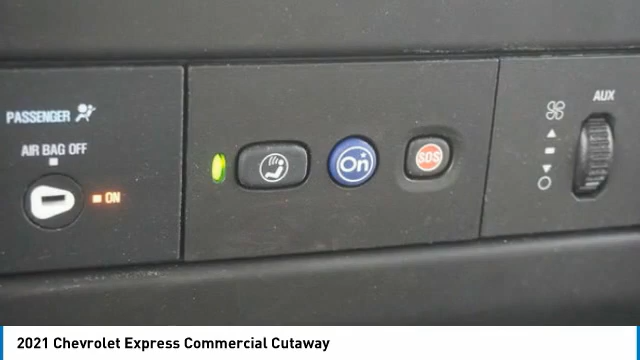 PASSENGER
AIR BAG OFF
ON
On
SOS
AUX
2021 Chevrolet Express Commercial Cutaway